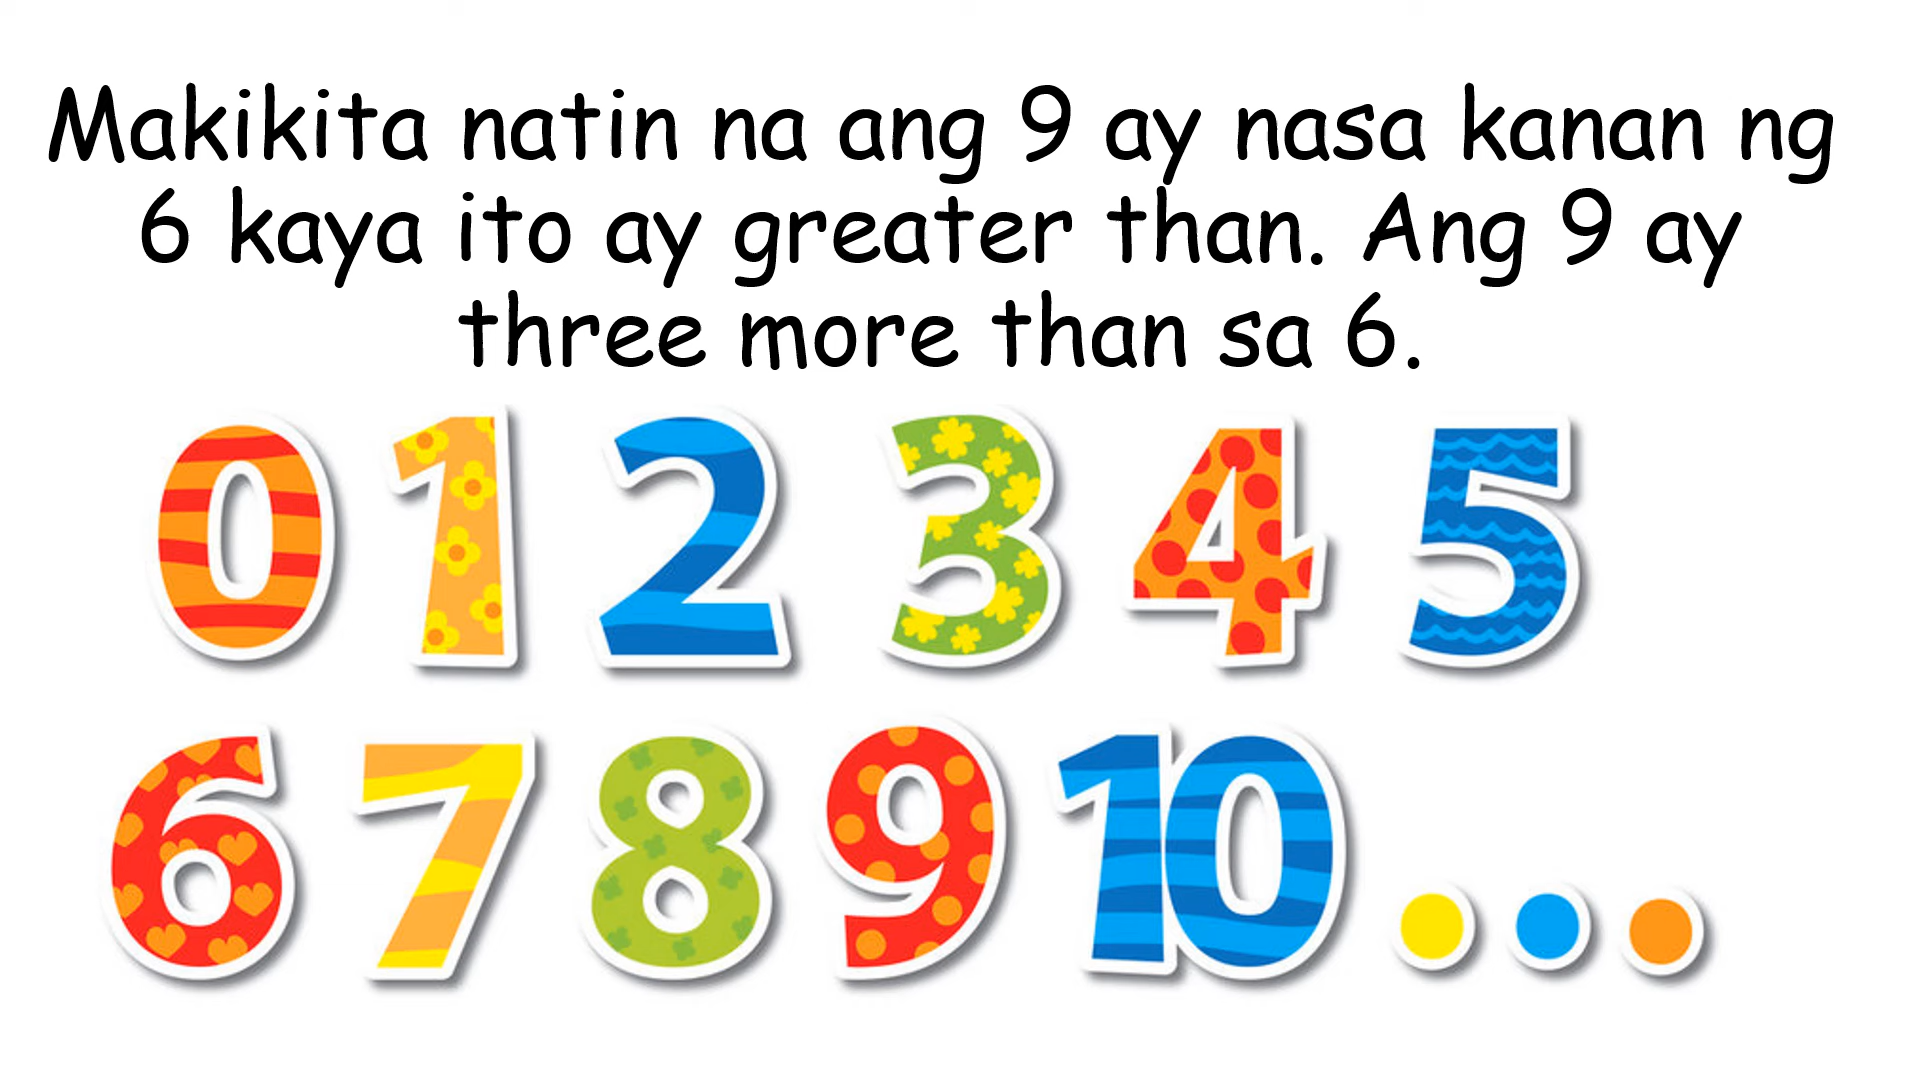 Makikita natin na ang 9 ay nasa kanan ng
6 kaya ito ay greater than. Ang 9 ay
three more than sa 6.
0 1 2 3 4 5
6 7 8 9 10...